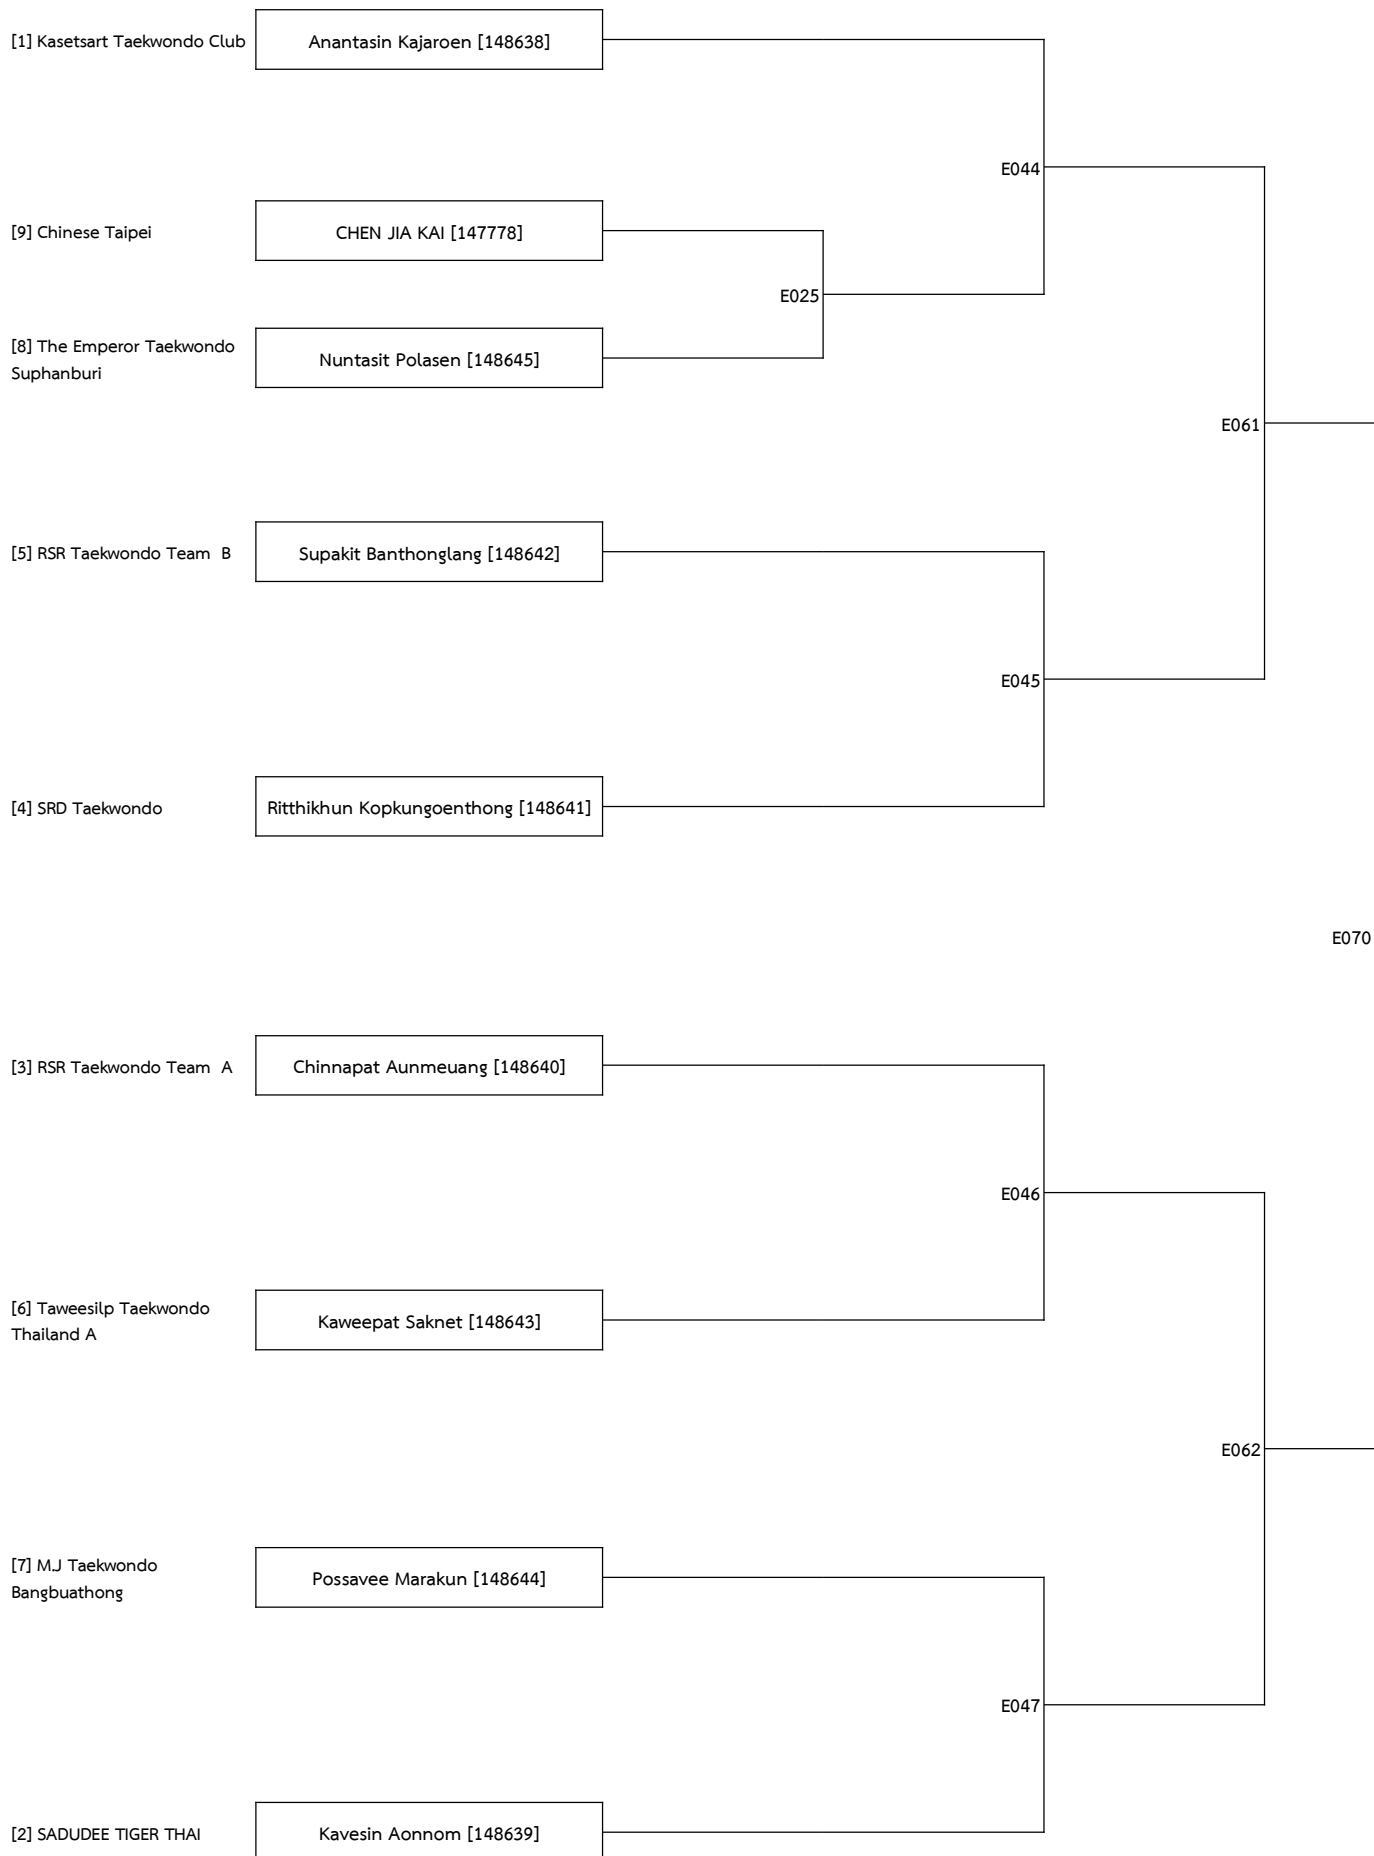 [1] Kasetsart Taekwondo Club
Anantasin Kajaroen [148638]
E044
[9] Chinese Taipei
CHEN JIA KAI [147778]
E025
[8] The Emperor Taekwondo
Suphanburi
Nuntasit Polasen [148645]
E061
[5] RSR Taekwondo Team  B
Supakit Banthonglang [148642]
E045
[4] SRD Taekwondo
Ritthikhun Kopkungoenthong [148641]
E070
[3] RSR Taekwondo Team  A
Chinnapat Aunmeuang [148640]
E046
[6] Taweesilp Taekwondo
Thailand A
Kaweepat Saknet [148643]
E062
[7] M.J Taekwondo
Bangbuathong
Possavee Marakun [148644]
E047
[2] SADUDEE TIGER THAI
Kavesin Aonnom [148639]